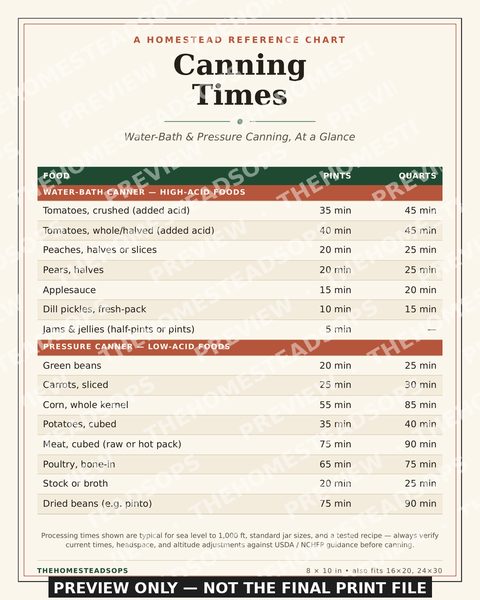 A HOMESTEAD REFERENCE CHART
Canning
Times
Water-Bath & Pressure Canning, At a Glance
FOOD PINTS QUARTS
WATER-BATH CANNER — HIGH-ACID FOODS
Tomatoes, crushed (added acid) 35 min 45 min
Tomatoes, whole/halved (added acid) 40 min 45 min
Peaches, halves or slices 20 min 25 min
Pears, halves 20 min 25 min
Applesauce 15 min 20 min
Dill pickles, fresh-pack 10 min 15 min
Jams & jellies (half-pints or pints) 5 min —
PRESSURE CANNER — LOW-ACID FOODS
Green beans 20 min 25 min
Carrots, sliced 25 min 30 min
Corn, whole kernel 55 min 85 min
Potatoes, cubed 35 min 40 min
Meat, cubed (raw or hot pack) 75 min 90 min
Poultry, bone-in 65 min 75 min
Stock or broth 20 min 25 min
Dried beans (e.g. pinto) 75 min 90 min
Processing times shown are typical for sea level to 1,000 ft, standard jar sizes, and a tested recipe — always verify
current times, headspace, and altitude adjustments against USDA / NCHFP guidance before canning.
THEHOMESTEADSOPS 8 × 10 in • also fits 16×20, 24×30
PREVIEW ONLY — NOT THE FINAL PRINT FILE